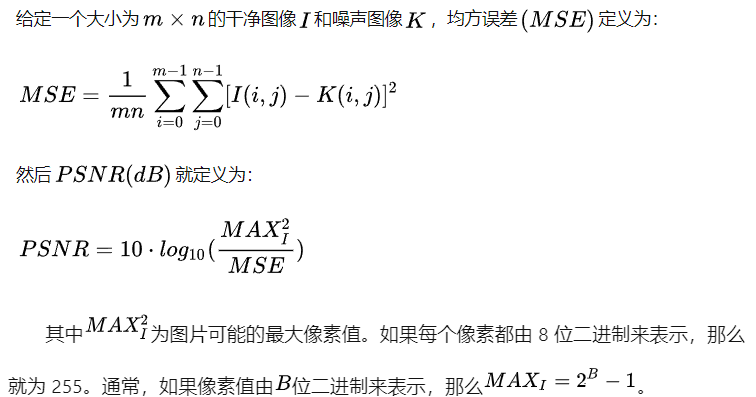 给定一个大小为 m × n 的干净图像 I 和噪声图像 K ，均方误差 (MSE) 定义为：
MSE = \frac{1}{mn} \sum_{i=0}^{m-1} \sum_{j=0}^{n-1} [I(i,j) − K(i,j)]^2
然后 PSNR(dB) 就定义为：
PSNR = 10 · log_{10}(\frac{MAX_I^2}{MSE})
其中 MAX_I^2 为图片可能的最大像素值。如果每个像素都由 8 位二进制来表示，那么
就为 255。通常，如果像素值由 B 位二进制来表示，那么 MAX_I = 2^B − 1。